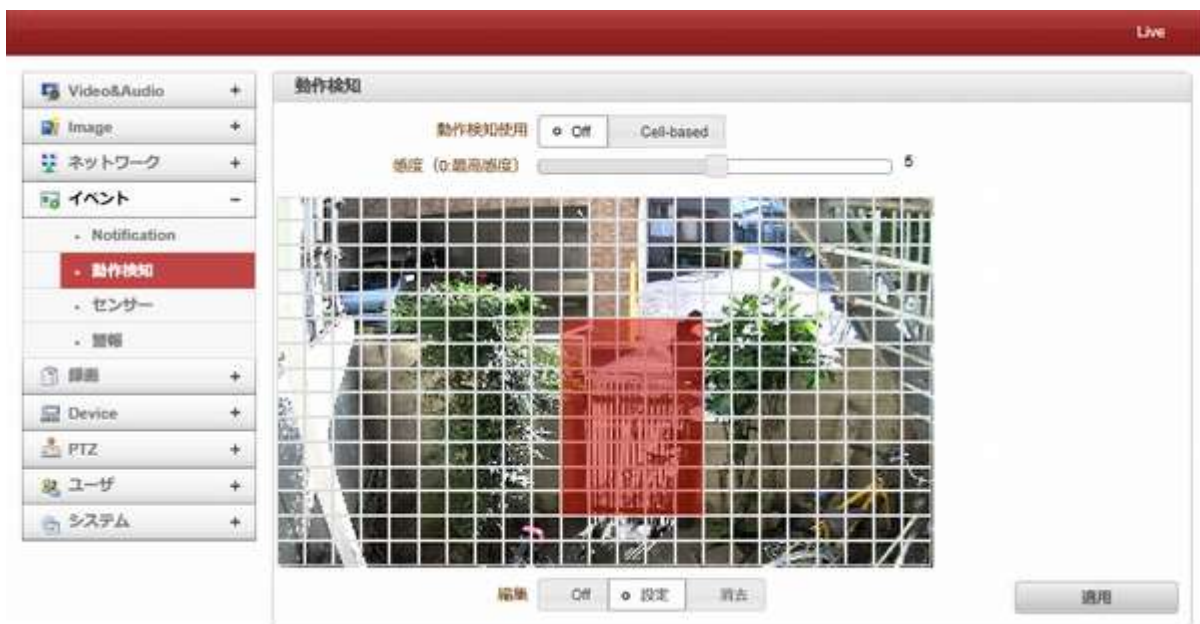 Live
Video&Audio +
Image +
ネットワーク +
イベント -
Notification
動作検知
センサー
警報
録画 +
Device +
PTZ +
ユーザ +
システム +
動作検知
動作検知使用 Off Cell-based
感度 (0:最高感度) 5
編集 Off 設定 消去
適用